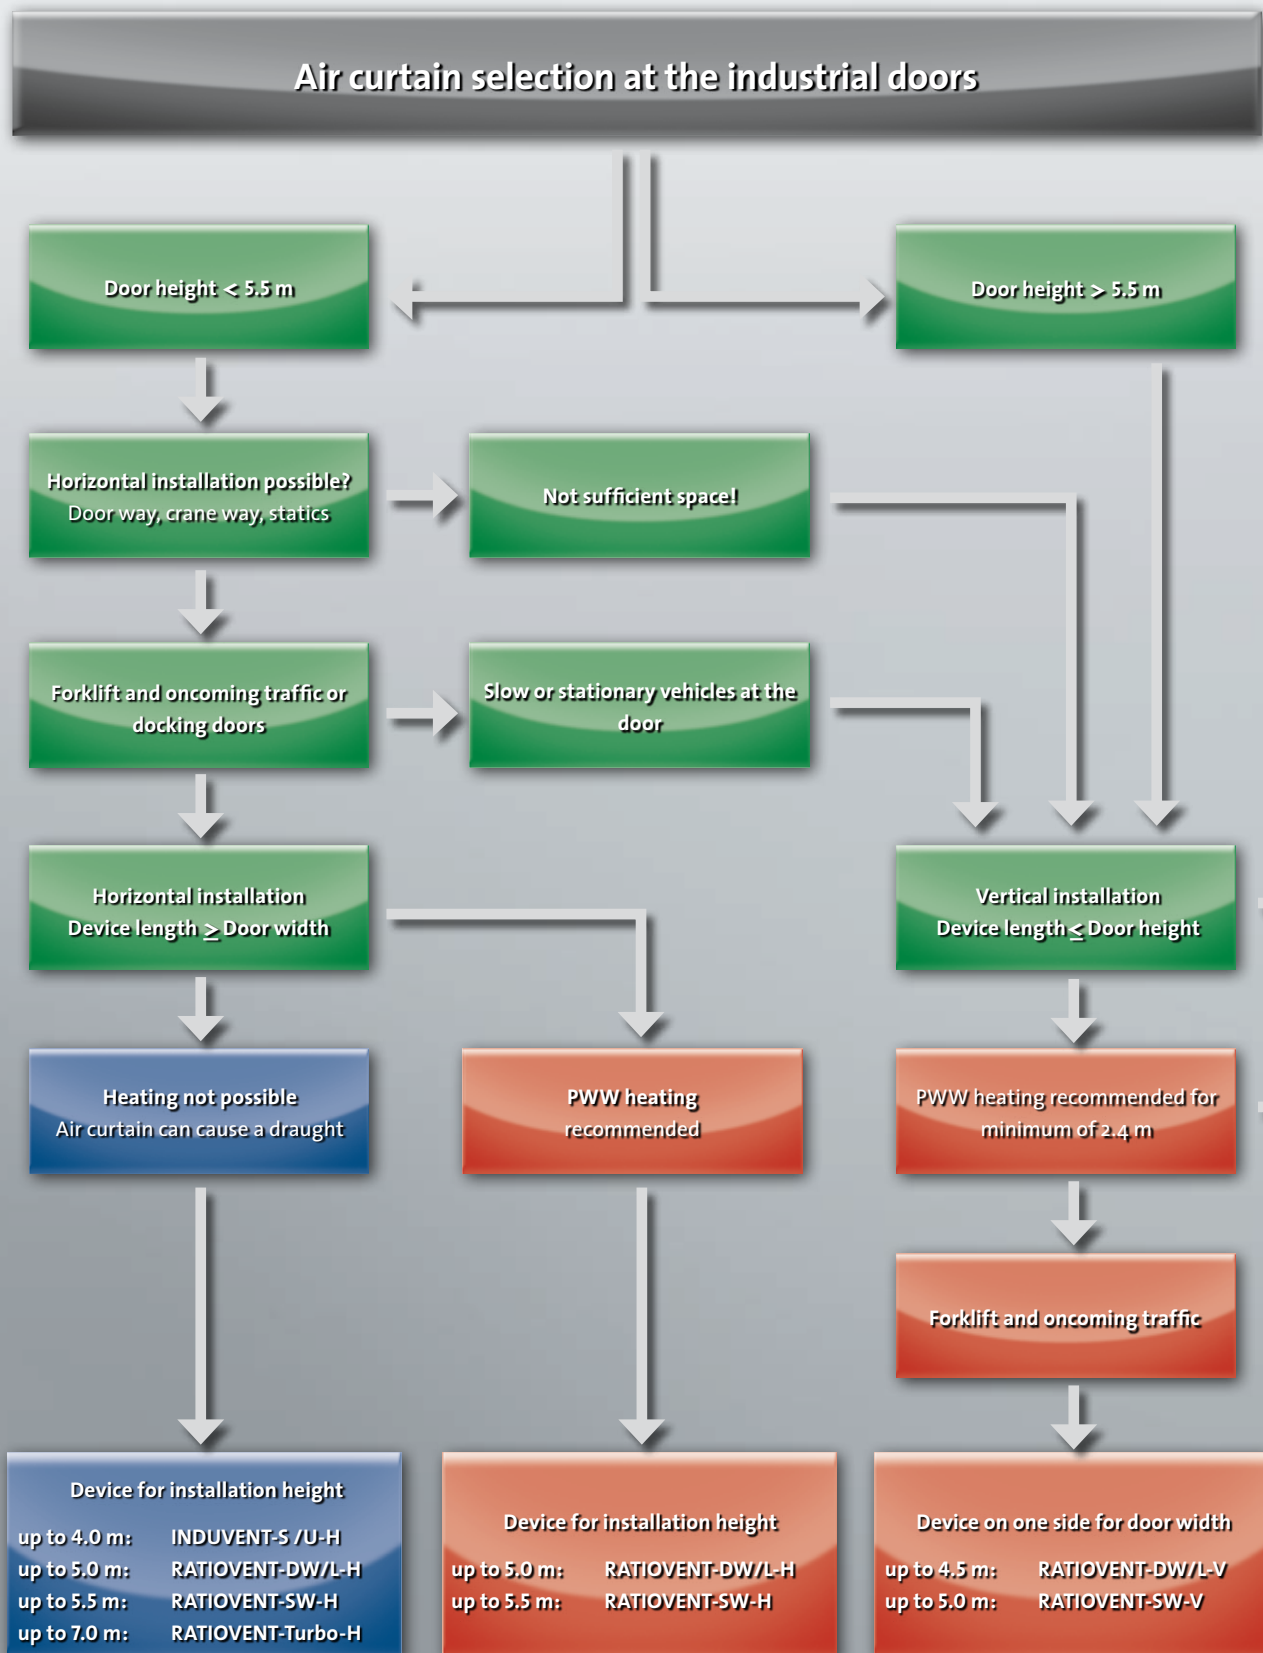 Air curtain selection at the industrial doors
Door height < 5.5 m
Door height > 5.5 m
Horizontal installation possible?
Door way, crane way, statics
Not sufficient space!
Forklift and oncoming traffic or
docking doors
Slow or stationary vehicles at the
door
Horizontal installation
Device length ≥ Door width
Vertical installation
Device length ≤ Door height
Heating not possible
Air curtain can cause a draught
PWW heating
recommended
PWW heating recommended for
minimum of 2.4 m
Forklift and oncoming traffic
Device for installation height
up to 4.0 m: INDUVENT-S /U-H
up to 5.0 m: RATIOVENT-DW/L-H
up to 5.5 m: RATIOVENT-SW-H
up to 7.0 m: RATIOVENT-Turbo-H
Device for installation height
up to 5.0 m: RATIOVENT-DW/L-H
up to 5.5 m: RATIOVENT-SW-H
Device on one side for door width
up to 4.5 m: RATIOVENT-DW/L-V
up to 5.0 m: RATIOVENT-SW-V